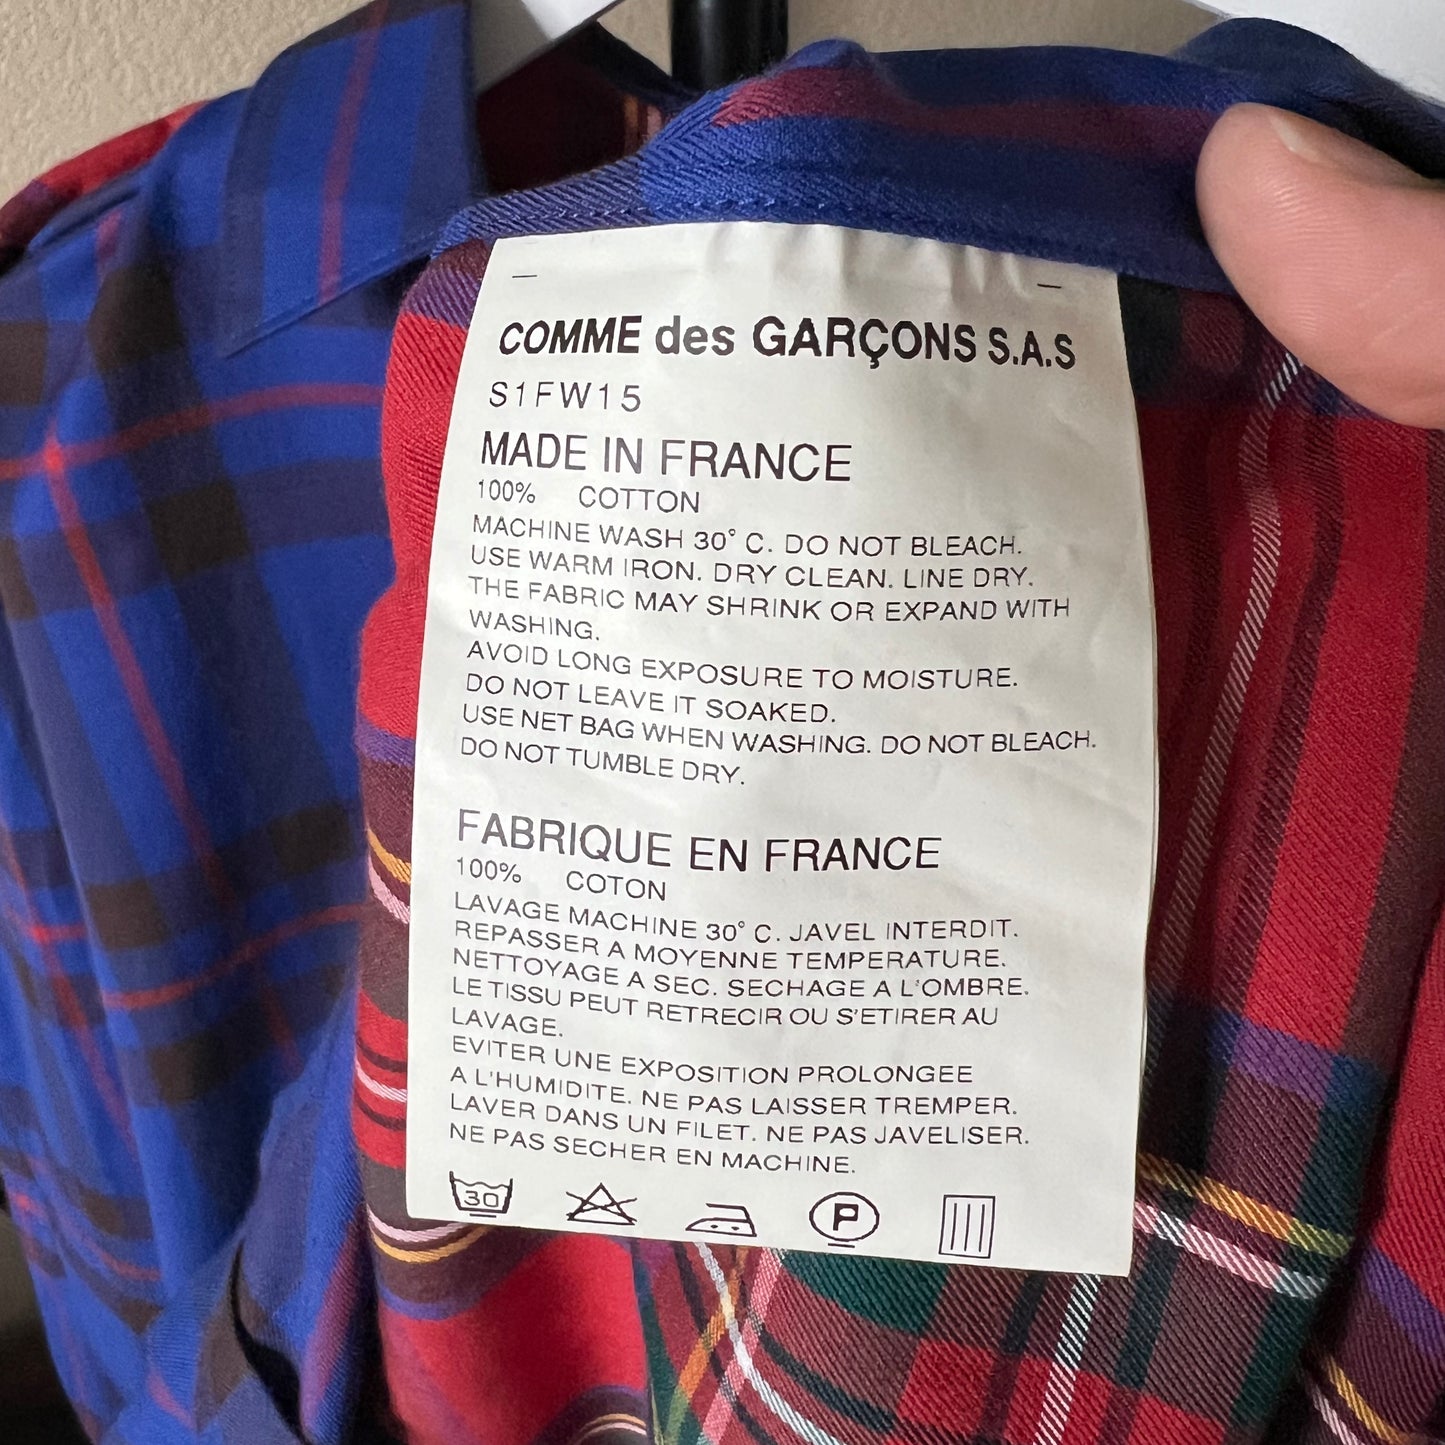 COMME des GARÇONS S.A.S
S1FW15
MADE IN FRANCE
100% COTTON
MACHINE WASH 30° C. DO NOT BLEACH.
USE WARM IRON. DRY CLEAN. LINE DRY.
THE FABRIC MAY SHRINK OR EXPAND WITH
WASHING.
AVOID LONG EXPOSURE TO MOISTURE.
DO NOT LEAVE IT SOAKED.
USE NET BAG WHEN WASHING. DO NOT BLEACH.
DO NOT TUMBLE DRY.
FABRIQUE EN FRANCE
100% COTON
LAVAGE MACHINE 30° C. JAVEL INTERDIT.
REPASSER A MOYENNE TEMPERATURE.
NETTOYAGE A SEC. SECHAGE A L'OMBRE.
LE TISSU PEUT RETRECIR OU S'ETIRER AU
LAVAGE.
EVITER UNE EXPOSITION PROLONGEE
A L'HUMIDITE. NE PAS LAISSER TREMPER.
LAVER DANS UN FILET. NE PAS JAVELISER.
NE PAS SECHER EN MACHINE.
30 P